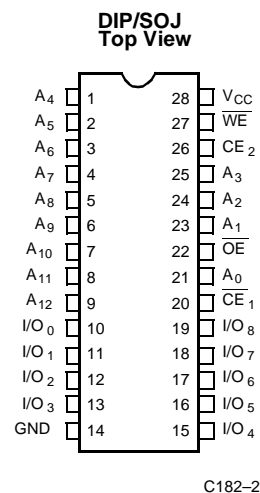 DIP/SOJ
Top View
A4 1 28 VCC
A5 2 27 WE
A6 3 26 CE2
A7 4 25 A3
A8 5 24 A2
A9 6 23 A1
A10 7 22 OE
A11 8 21 A0
A12 9 20 CE1
I/O0 10 19 I/O8
I/O1 11 18 I/O7
I/O2 12 17 I/O6
I/O3 13 16 I/O5
GND 14 15 I/O4
C182–2